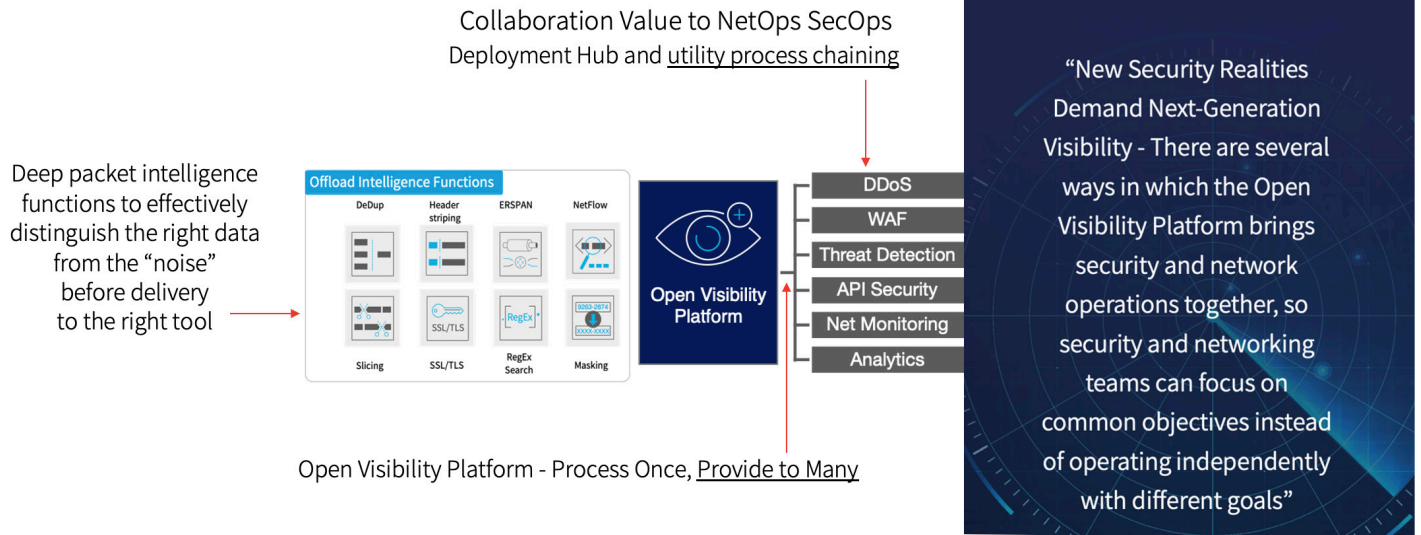 Collaboration Value to NetOps SecOps
Deployment Hub and utility process chaining
Deep packet intelligence
functions to effectively
distinguish the right data
from the “noise”
before delivery
to the right tool
Offload Intelligence Functions
DeDup
Header
striping
ERSPAN
NetFlow
SSL/TLS
RegEx
9263-2874
XXXX-XXXX
Slicing
SSL/TLS
RegEx
Search
Masking
Open Visibility
Platform
DDoS
WAF
Threat Detection
API Security
Net Monitoring
Analytics
Open Visibility Platform - Process Once, Provide to Many
“New Security Realities
Demand Next-Generation
Visibility - There are several
ways in which the Open
Visibility Platform brings
security and network
operations together, so
security and networking
teams can focus on
common objectives instead
of operating independently
with different goals”